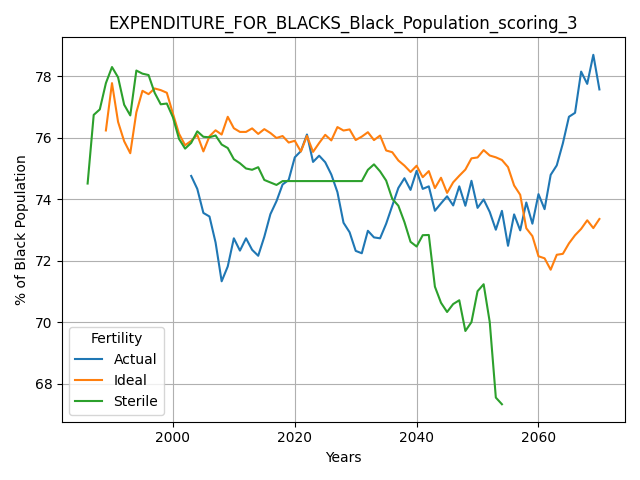 EXPENDITURE_FOR_BLACKS_Black_Population_scoring_3
% of Black Population
78
76
74
72
70
68
Fertility
Actual
Ideal
Sterile
2000 2020 2040 2060
Years